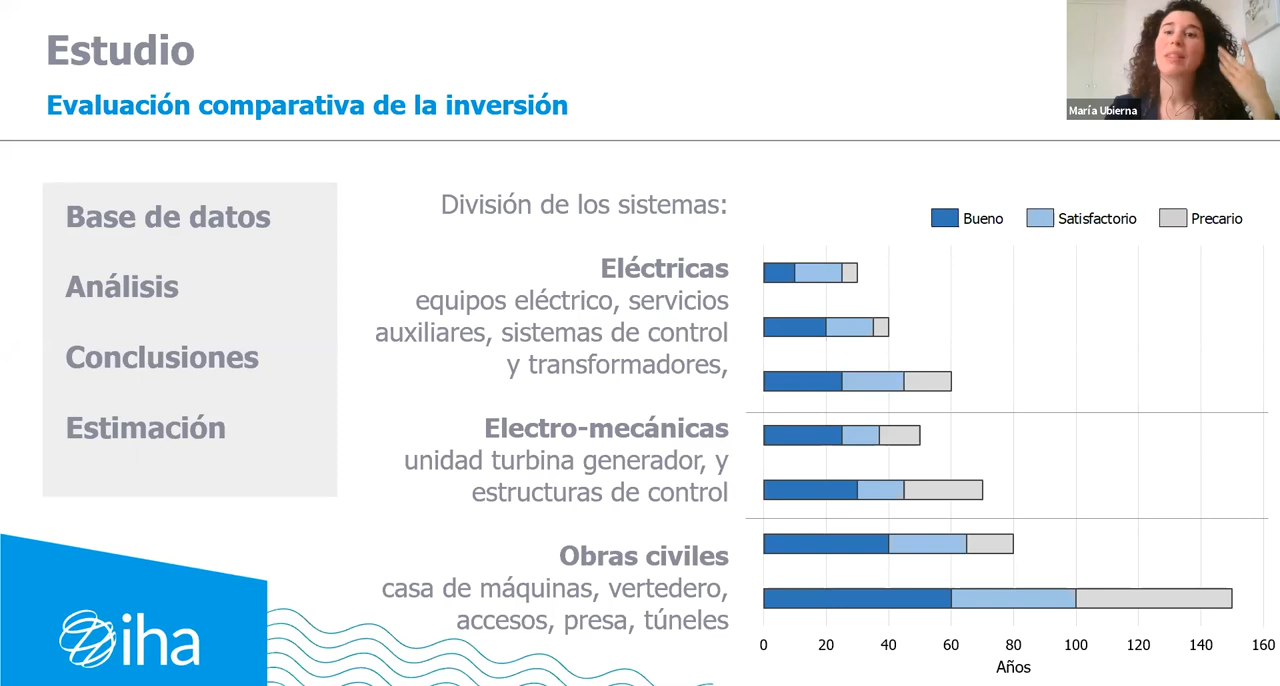 Estudio
Evaluación comparativa de la inversión
María Ubierna
Base de datos
Análisis
Conclusiones
Estimación
División de los sistemas:
Eléctricas
equipos eléctrico, servicios
auxiliares, sistemas de control
y transformadores,
Electro-mecánicas
unidad turbina generador, y
estructuras de control
Obras civiles
casa de máquinas, vertedero,
accesos, presa, túneles
Bueno Satisfactorio Precario
0 20 40 60 80 100 120 140 160
Años
iha